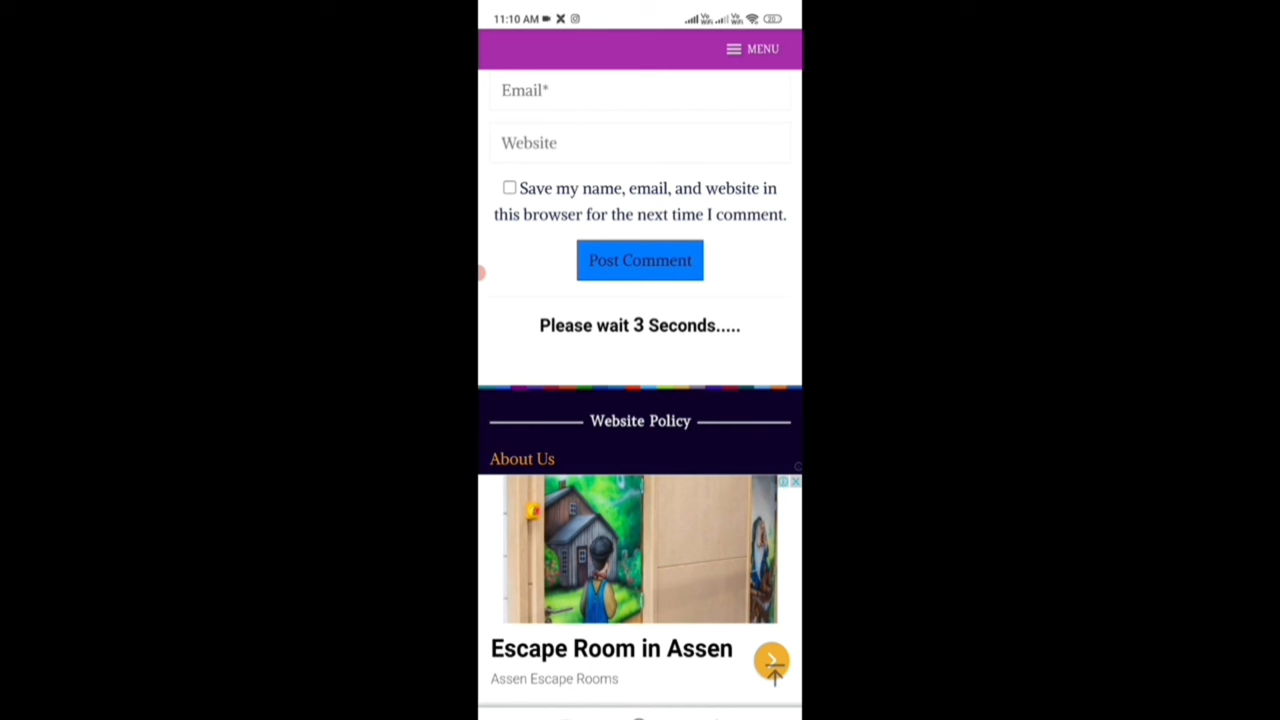 11:10 AM
MENU
Email*
Website
Save my name, email, and website in
this browser for the next time I comment.
Post Comment
Please wait 3 Seconds.....
Website Policy
About Us
Escape Room in Assen
Assen Escape Rooms